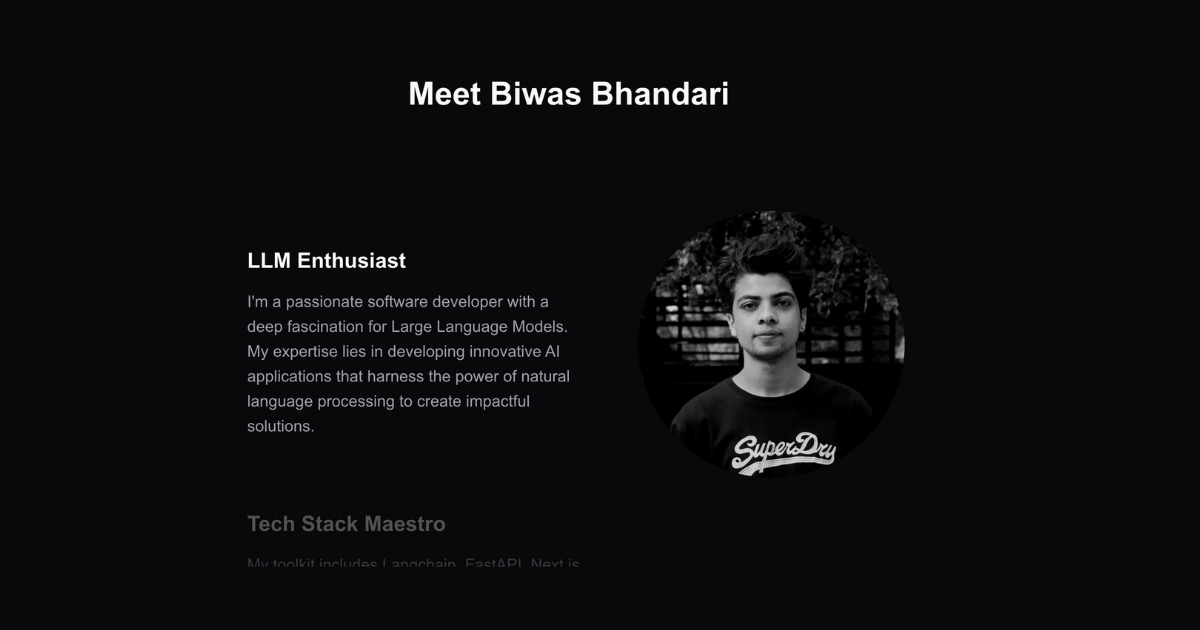 Meet Biwas Bhandari
LLM Enthusiast
I'm a passionate software developer with a
deep fascination for Large Language Models.
My expertise lies in developing innovative AI
applications that harness the power of natural
language processing to create impactful
solutions.
SuperDry
Tech Stack Maestro
My toolkit includes Langchain, FastAPI, Next.js